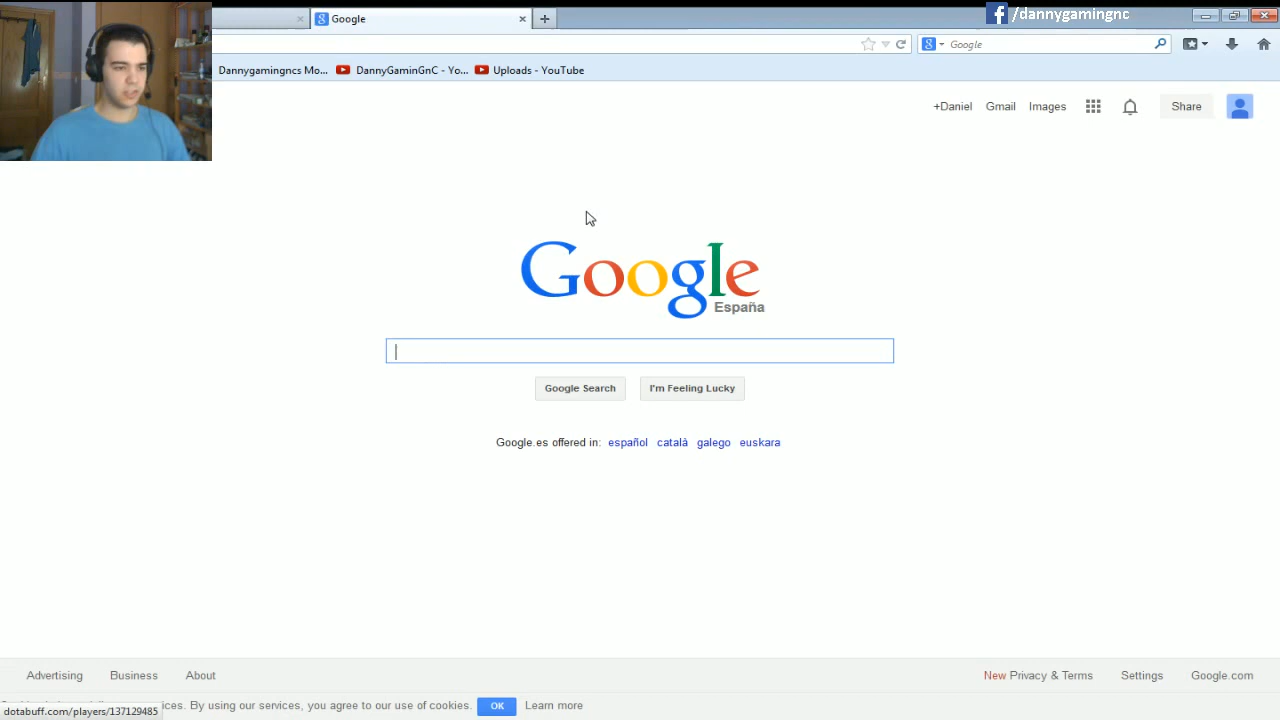 Google
/dannygamingnc
Google
Dannygamingncs Mo...
DannyGaminGnC - Yo...
Uploads - YouTube
+Daniel
Gmail
Images
Share
Google
España
Google Search
I'm Feeling Lucky
Google.es offered in: español català galego euskara
Advertising
Business
About
New Privacy & Terms
Settings
Google.com
ices. By using our services, you agree to our use of cookies.
OK
Learn more
dotabuff.com/players/137129485